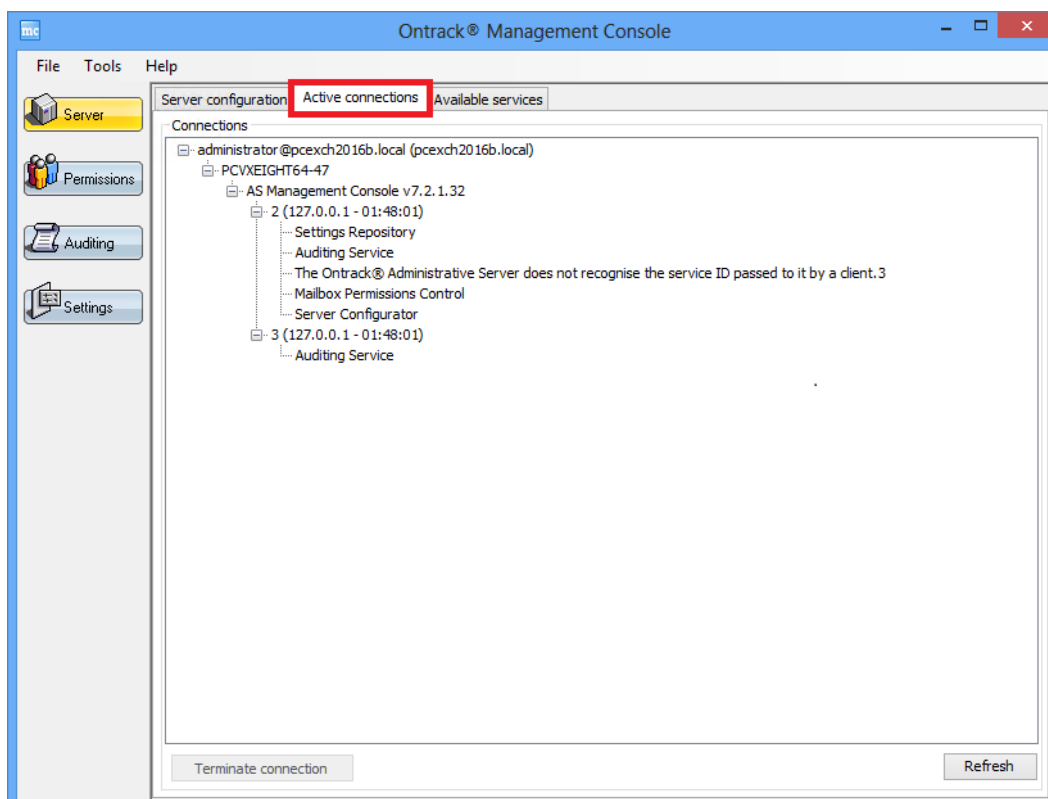 mc
Ontrack® Management Console
File Tools Help
Server
Permissions
Auditing
Settings
Server configuration Active connections Available services
Connections
administrator@pcexch2016b.local (pcexch2016b.local)
PCVXEIGHT64-47
AS Management Console v7.2.1.32
2 (127.0.0.1 - 01:48:01)
Settings Repository
Auditing Service
The Ontrack® Administrative Server does not recognise the service ID passed to it by a client.3
Mailbox Permissions Control
Server Configurator
3 (127.0.0.1 - 01:48:01)
Auditing Service
Terminate connection Refresh